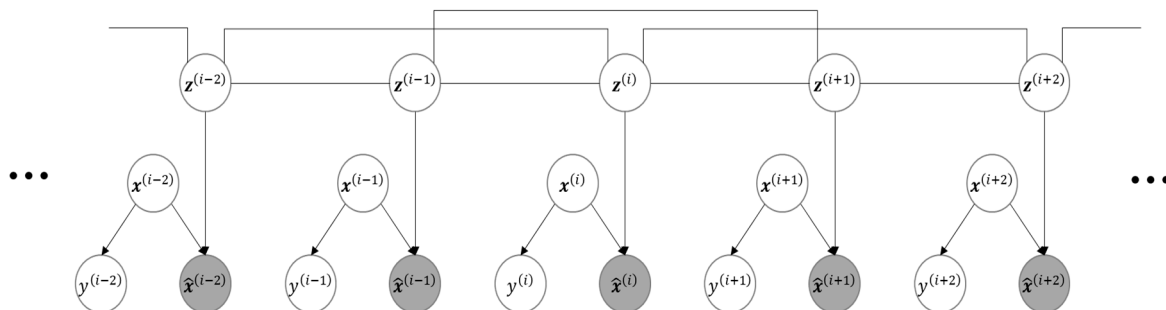 z^(i−2) z^(i−1) z^(i) z^(i+1) z^(i+2)
••• x^(i−2) x^(i−1) x^(i) x^(i+1) x^(i+2) •••
y^(i−2) x̂^(i−2) y^(i−1) x̂^(i−1) y^(i) x̂^(i) y^(i+1) x̂^(i+1) y^(i+2) x̂^(i+2)